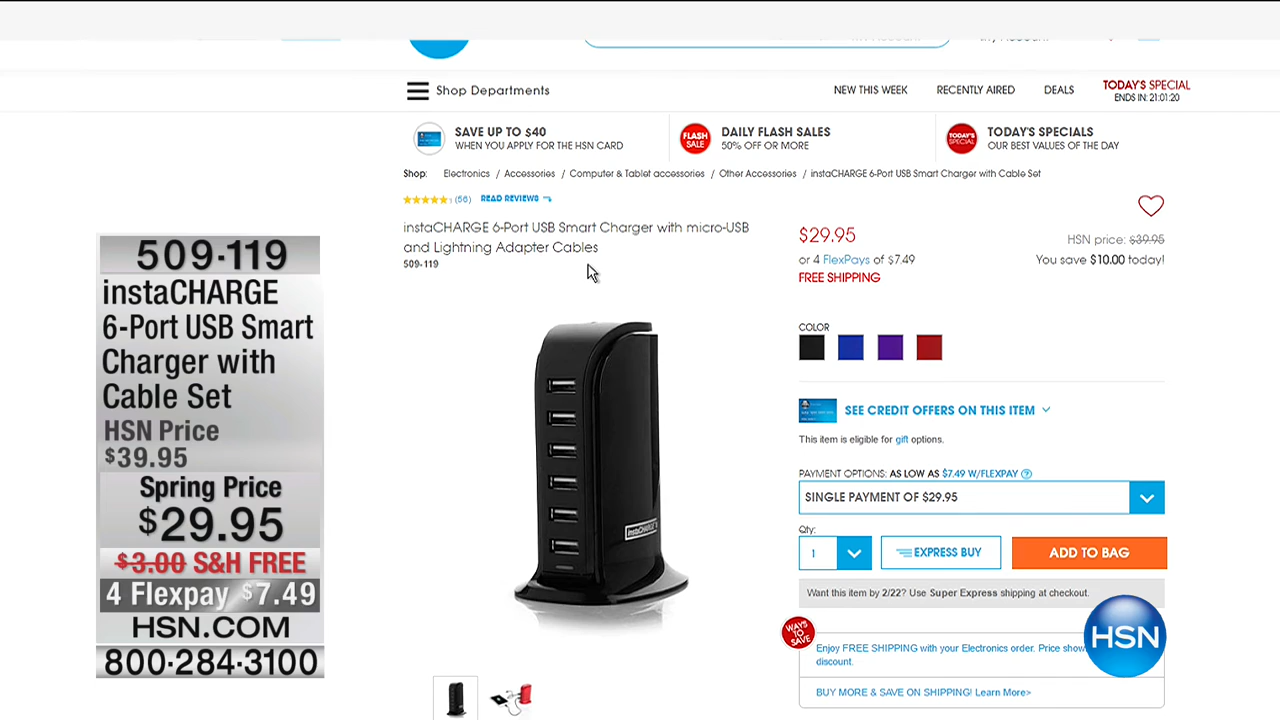 Shop Departments
NEW THIS WEEK
RECENTLY AIRED
DEALS
TODAY'S SPECIAL
ENDS IN: 21:01:20
SAVE UP TO $40
WHEN YOU APPLY FOR THE HSN CARD
FLASH
SALE
DAILY FLASH SALES
50% OFF OR MORE
TODAY'S
SPECIAL
TODAY'S SPECIALS
OUR BEST VALUES OF THE DAY
Shop: Electronics / Accessories / Computer & Tablet accessories / Other Accessories / instaCHARGE 6-Port USB Smart Charger with Cable Set
(56) READ REVIEWS
instaCHARGE 6-Port USB Smart Charger with micro-USB
and Lightning Adapter Cables
509-119
$29.95
HSN price: $39.95
or 4 FlexPays of $7.49
You save $10.00 today!
FREE SHIPPING
COLOR
SEE CREDIT OFFERS ON THIS ITEM
This item is eligible for gift options.
PAYMENT OPTIONS: AS LOW AS $7.49 W/FLEXPAY ?
SINGLE PAYMENT OF $29.95
Qty:
1
EXPRESS BUY
ADD TO BAG
Want this item by 2/22? Use Super Express shipping at checkout.
WAYS
TO
SAVE
Enjoy FREE SHIPPING with your Electronics order. Price show
discount.
BUY MORE & SAVE ON SHIPPING! Learn More>
HSN
instaCHARGE
509-119
instaCHARGE
6-Port USB Smart
Charger with
Cable Set
HSN Price
$39.95
Spring Price
$29.95
$3.00 S&H FREE
4 Flexpay $7.49
HSN.COM
800-284-3100